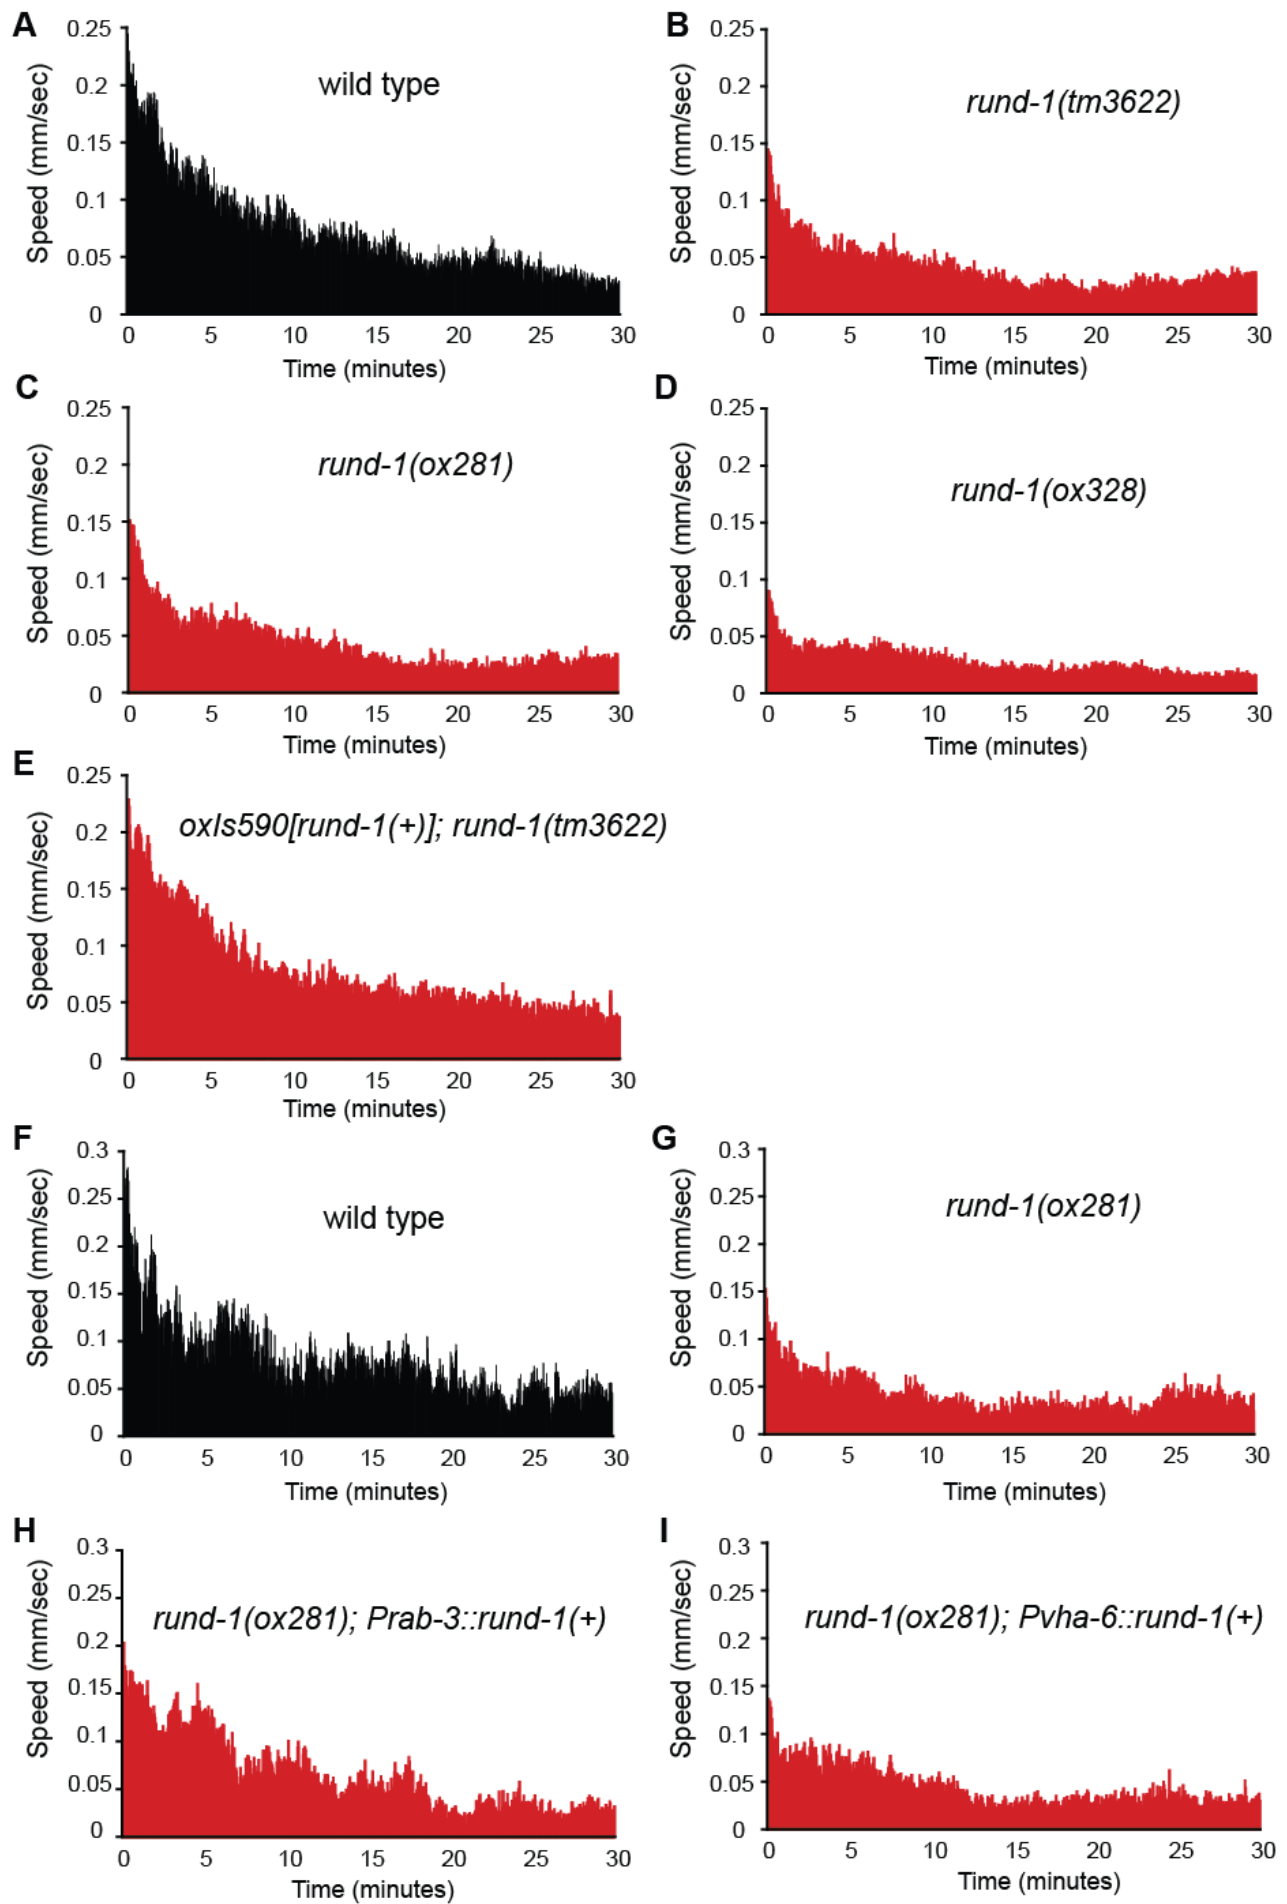 A
0.25
0.2
0.15
0.1
0.05
0
Speed (mm/sec)
wild type
0 5 10 15 20 25 30
Time (minutes)
B
0.25
0.2
0.15
0.1
0.05
0
Speed (mm/sec)
rund-1(tm3622)
0 5 10 15 20 25 30
Time (minutes)
C
0.25
0.2
0.15
0.1
0.05
0
Speed (mm/sec)
rund-1(ox281)
0 5 10 15 20 25 30
Time (minutes)
D
0.25
0.2
0.15
0.1
0.05
0
Speed (mm/sec)
rund-1(ox328)
0 5 10 15 20 25 30
Time (minutes)
E
0.25
0.2
0.15
0.1
0.05
0
Speed (mm/sec)
oxIs590[rund-1(+)]; rund-1(tm3622)
0 5 10 15 20 25 30
Time (minutes)
F
0.3
0.25
0.2
0.15
0.1
0.05
0
Speed (mm/sec)
wild type
0 5 10 15 20 25 30
Time (minutes)
G
0.3
0.25
0.2
0.15
0.1
0.05
0
Speed (mm/sec)
rund-1(ox281)
0 5 10 15 20 25 30
Time (minutes)
H
0.3
0.25
0.2
0.15
0.1
0.05
0
Speed (mm/sec)
rund-1(ox281); Prab-3::rund-1(+)
0 5 10 15 20 25 30
Time (minutes)
I
0.3
0.25
0.2
0.15
0.1
0.05
0
Speed (mm/sec)
rund-1(ox281); Pvha-6::rund-1(+)
0 5 10 15 20 25 30
Time (minutes)